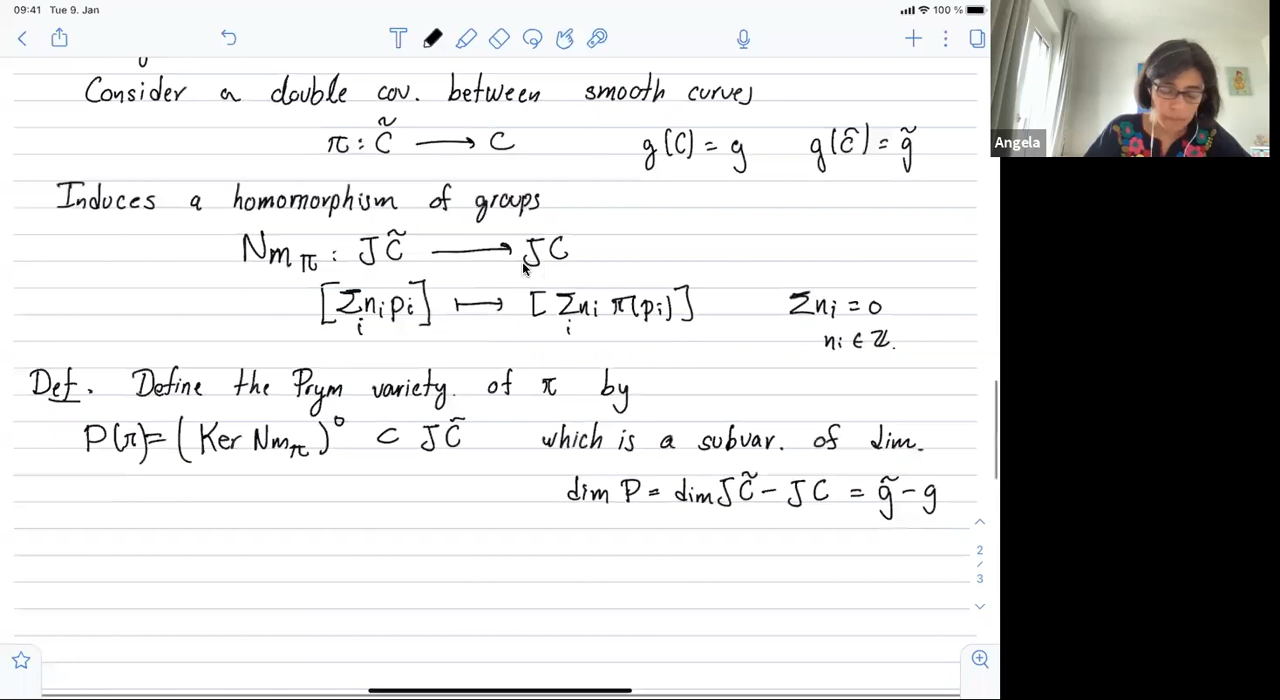 09:41 Tue 9. Jan
100 %
Consider a double cov. between smooth curves
π : C̃ ⟶ C g(C) = g g(C̃) = g̃
Induces a homomorphism of groups
Nm_π : JC̃ ⟶ JC
[Σ_i n_i p_i] ⟼ [Σ_i n_i π(p_i)] Σ n_i = 0
n_i ∈ ℤ.
Def. Define the Prym variety of π by
P(π) = (Ker Nm_π)⁰ ⊂ JC̃ which is a subvar. of dim.
dim P = dim JC̃ - JC = g̃ - g
2
/
3
Angela